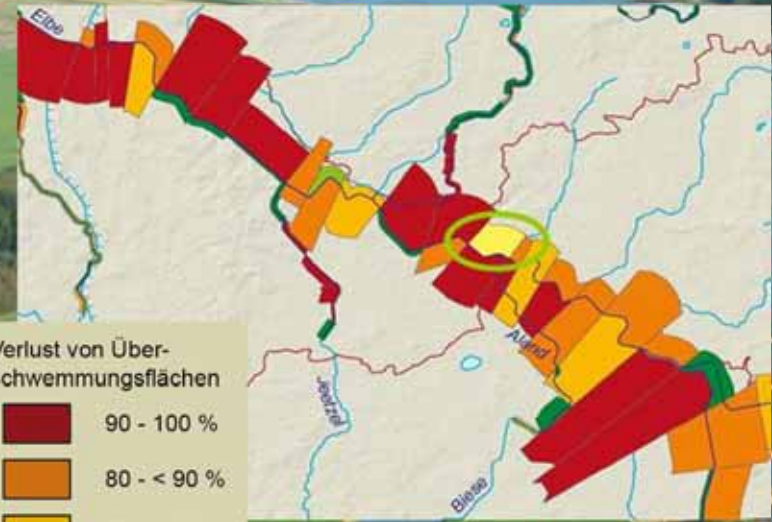 Elbe
Aland
Jeetzel
Biese
Verlust von Über-
schwemmungsflächen
90 - 100 %
80 - < 90 %